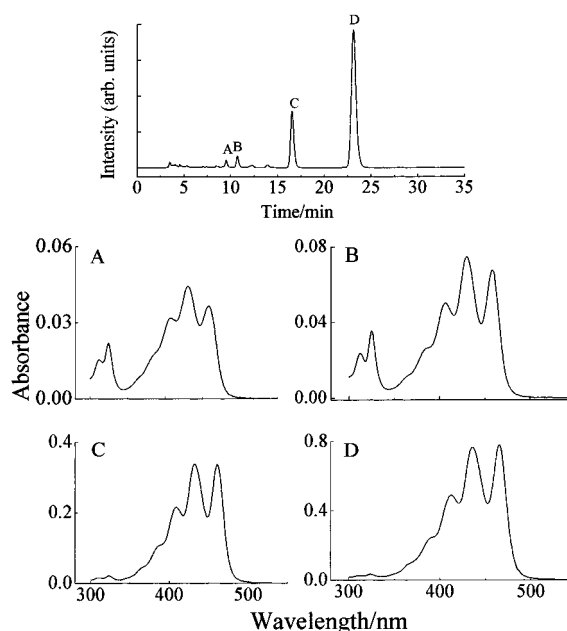 Intensity (arb. units)
A B C D
0 5 10 15 20 25 30 35
Time/min
A
0.06
0.03
0.00
B
0.08
0.04
0.00
Absorbance
C
0.4
0.2
0.0
300 400 500
D
0.8
0.4
0.0
300 400 500
Wavelength/nm